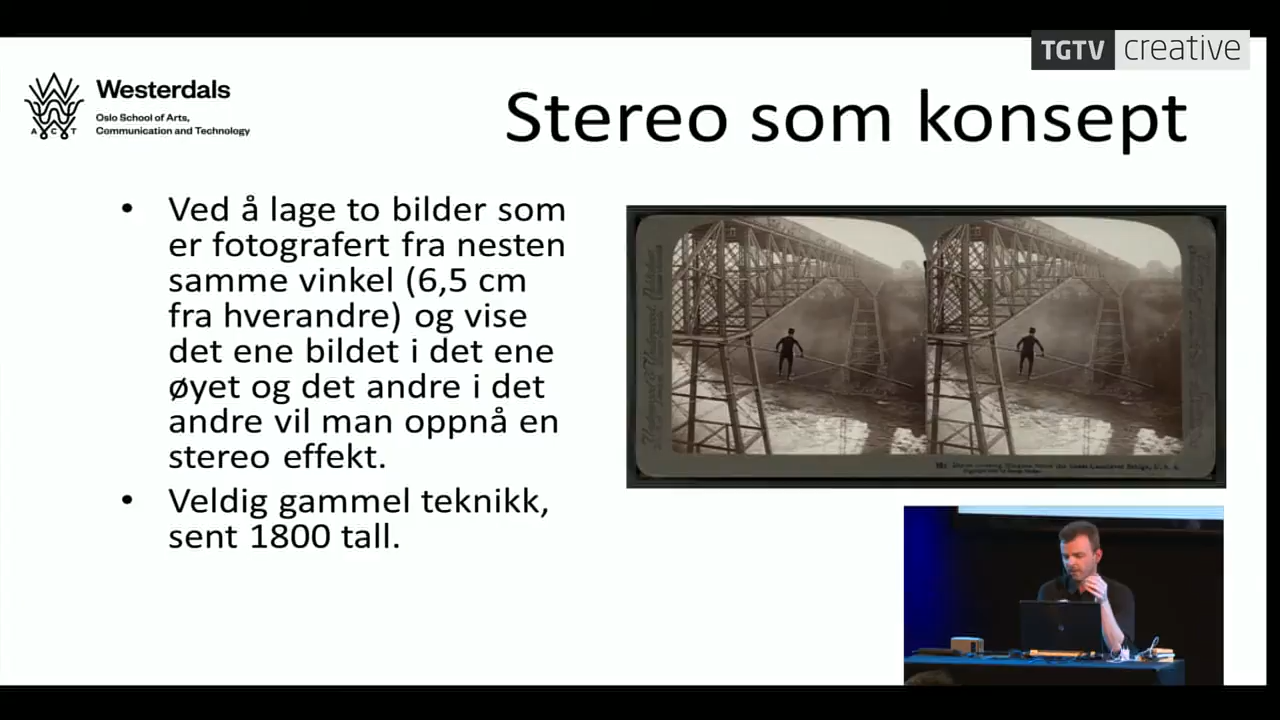 TGTV creative
Westerdals
Oslo School of Arts,
Communication and Technology
A C T
Stereo som konsept
• Ved å lage to bilder som
er fotografert fra nesten
samme vinkel (6,5 cm
fra hverandre) og vise
det ene bildet i det ene
øyet og det andre i det
andre vil man oppnå en
stereo effekt.
• Veldig gammel teknikk,
sent 1800 tall.